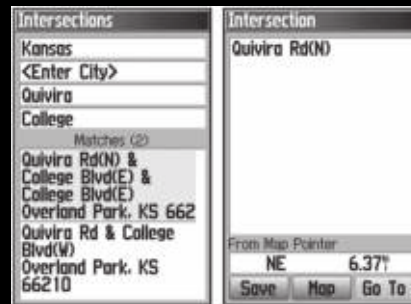 Intersections
Kansas
<Enter City>
Quivira
College
Matches (2)
Quivira Rd(N) &
College Blvd(E) &
College Blvd(E)
Overland Park, KS 662
Quivira Rd & College
Blvd(W)
Overland Park, KS
66210
Intersection
Quivira Rd(N)
From Map Pointer
NE 6.37
Save Map Go To